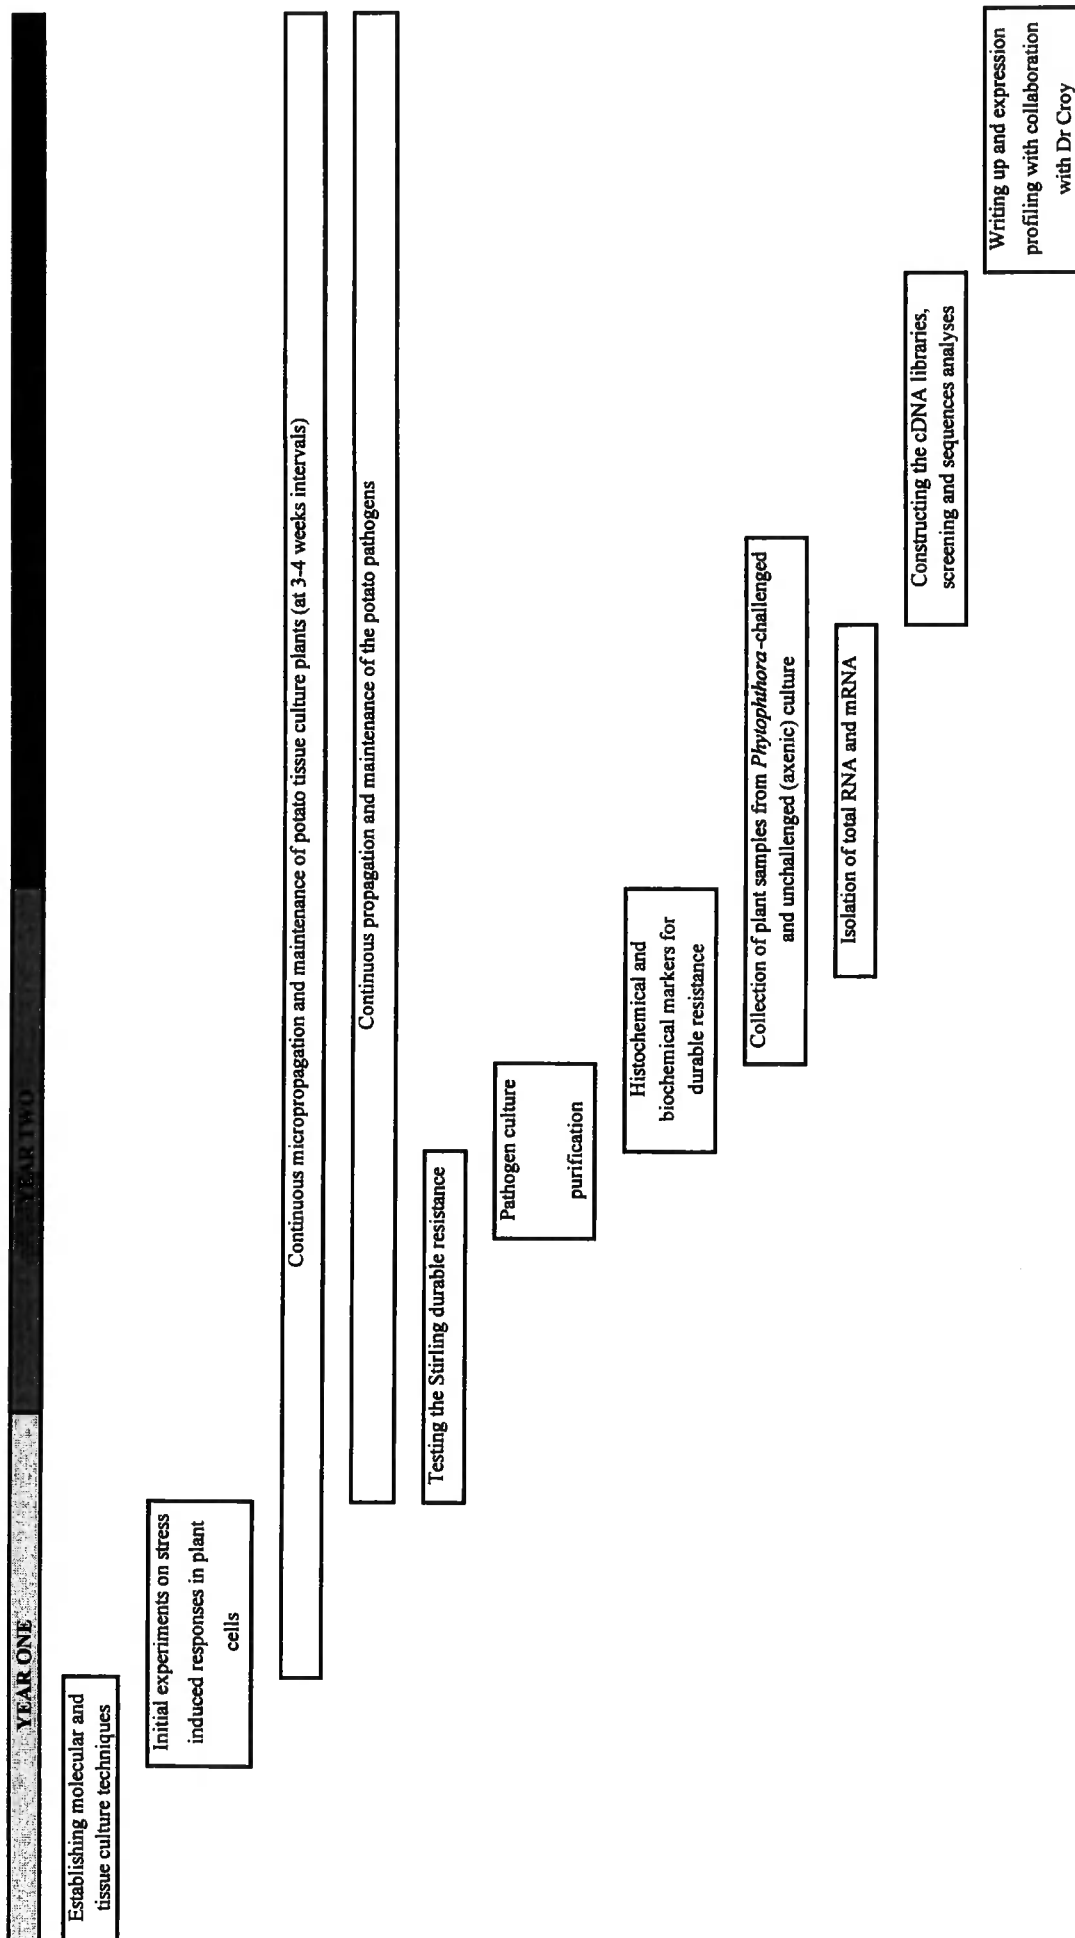 YEAR ONE
YEAR TWO
Establishing molecular and
tissue culture techniques
Initial experiments on stress
induced responses in plant
cells
Continuous micropropagation and maintenance of potato tissue culture plants (at 3-4 weeks intervals)
Continuous propagation and maintenance of the potato pathogens
Testing the Stirling durable resistance
Pathogen culture
purification
Histochemical and
biochemical markers for
durable resistance
Collection of plant samples from Phytophthora-challenged
and unchallenged (axenic) culture
Isolation of total RNA and mRNA
Constructing the cDNA libraries,
screening and sequences analyses
Writing up and expression
profiling with collaboration
with Dr Croy